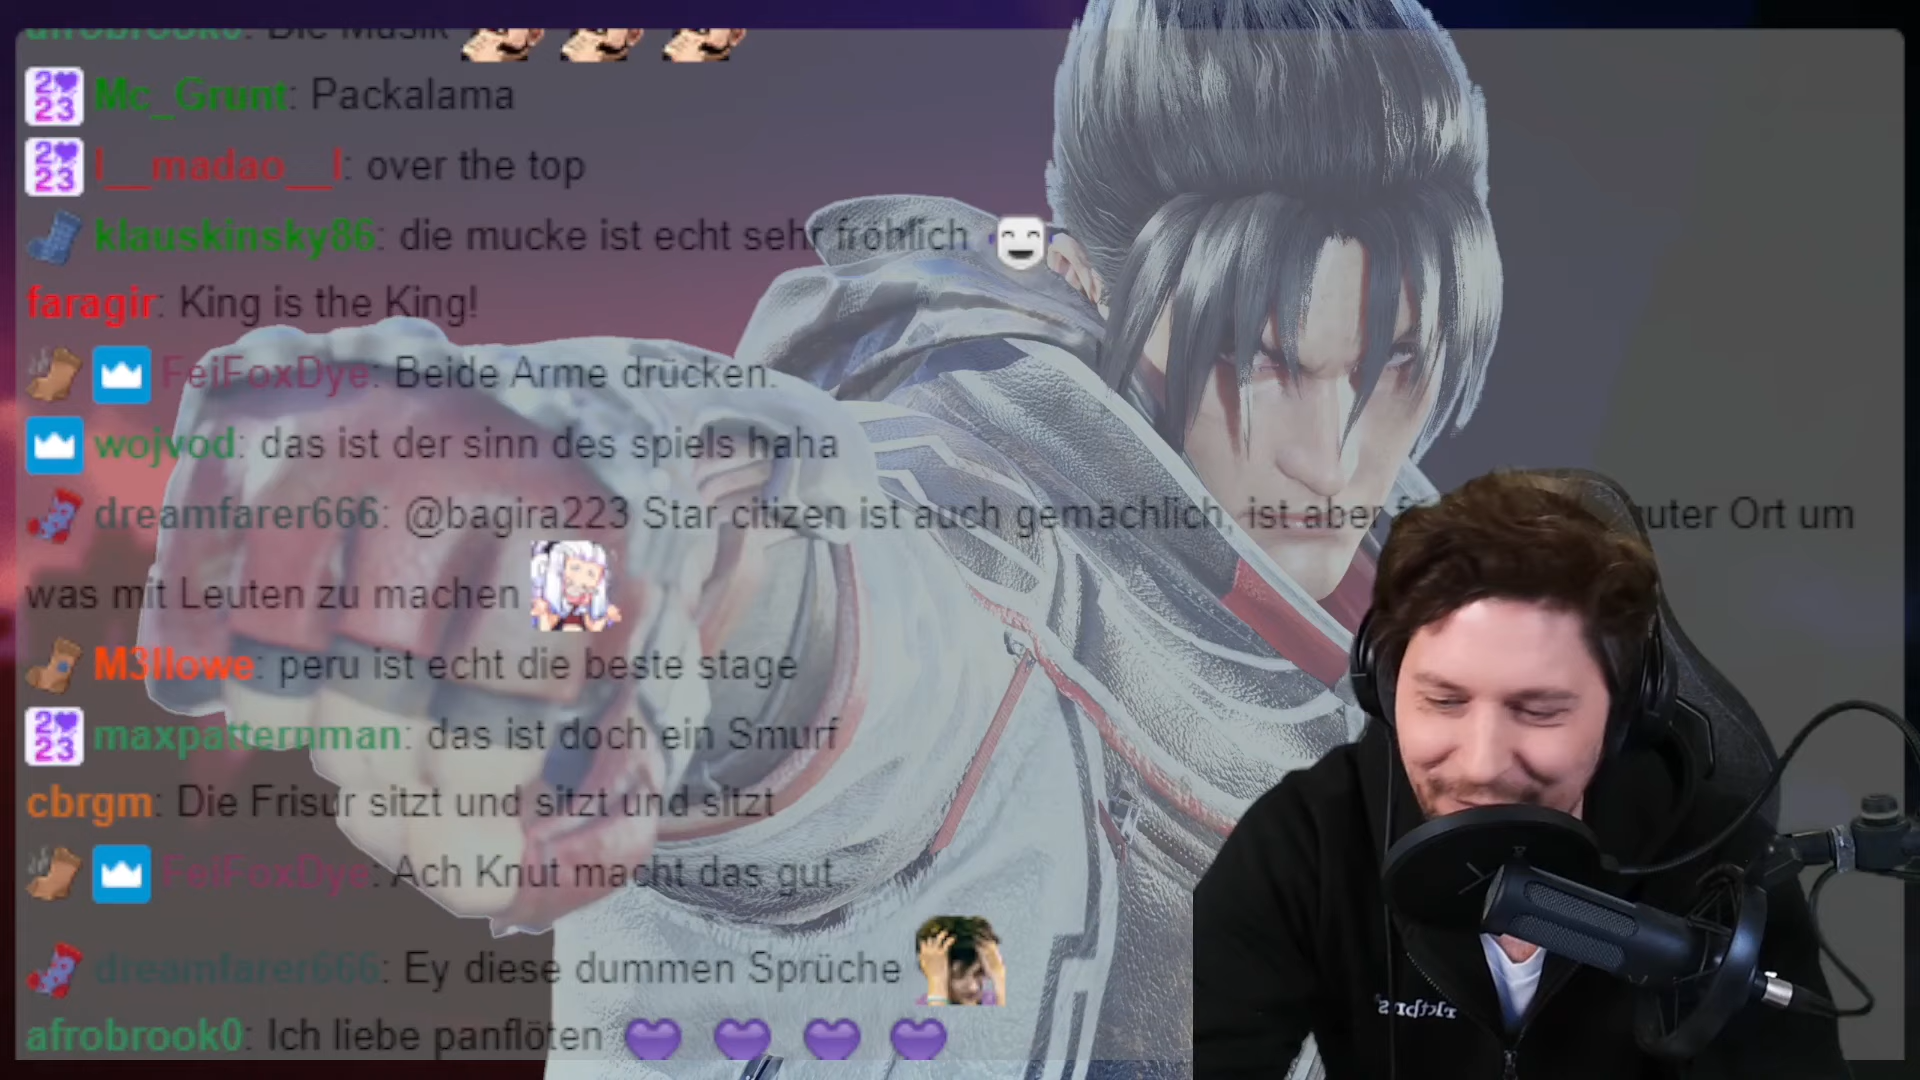 afrobrook0: Die Musik
Mc_Grunt: Packalama
l__madao__l: over the top
klauskinsky86: die mucke ist echt sehr fröhlich
faragir: King is the King!
FeiFoxDye: Beide Arme drücken.
wojvod: das ist der sinn des spiels haha
dreamfarer666: @bagira223 Star citizen ist auch gemächlich, ist aber Ort um
was mit Leuten zu machen
M3llowe: peru ist echt die beste stage
maxpatternman: das ist doch ein Smurf
cbrgm: Die Frisur sitzt und sitzt und sitzt
FeiFoxDye: Ach Knut macht das gut
dreamfarer666: Ey diese dummen Sprüche
afrobrook0: Ich liebe panflöten